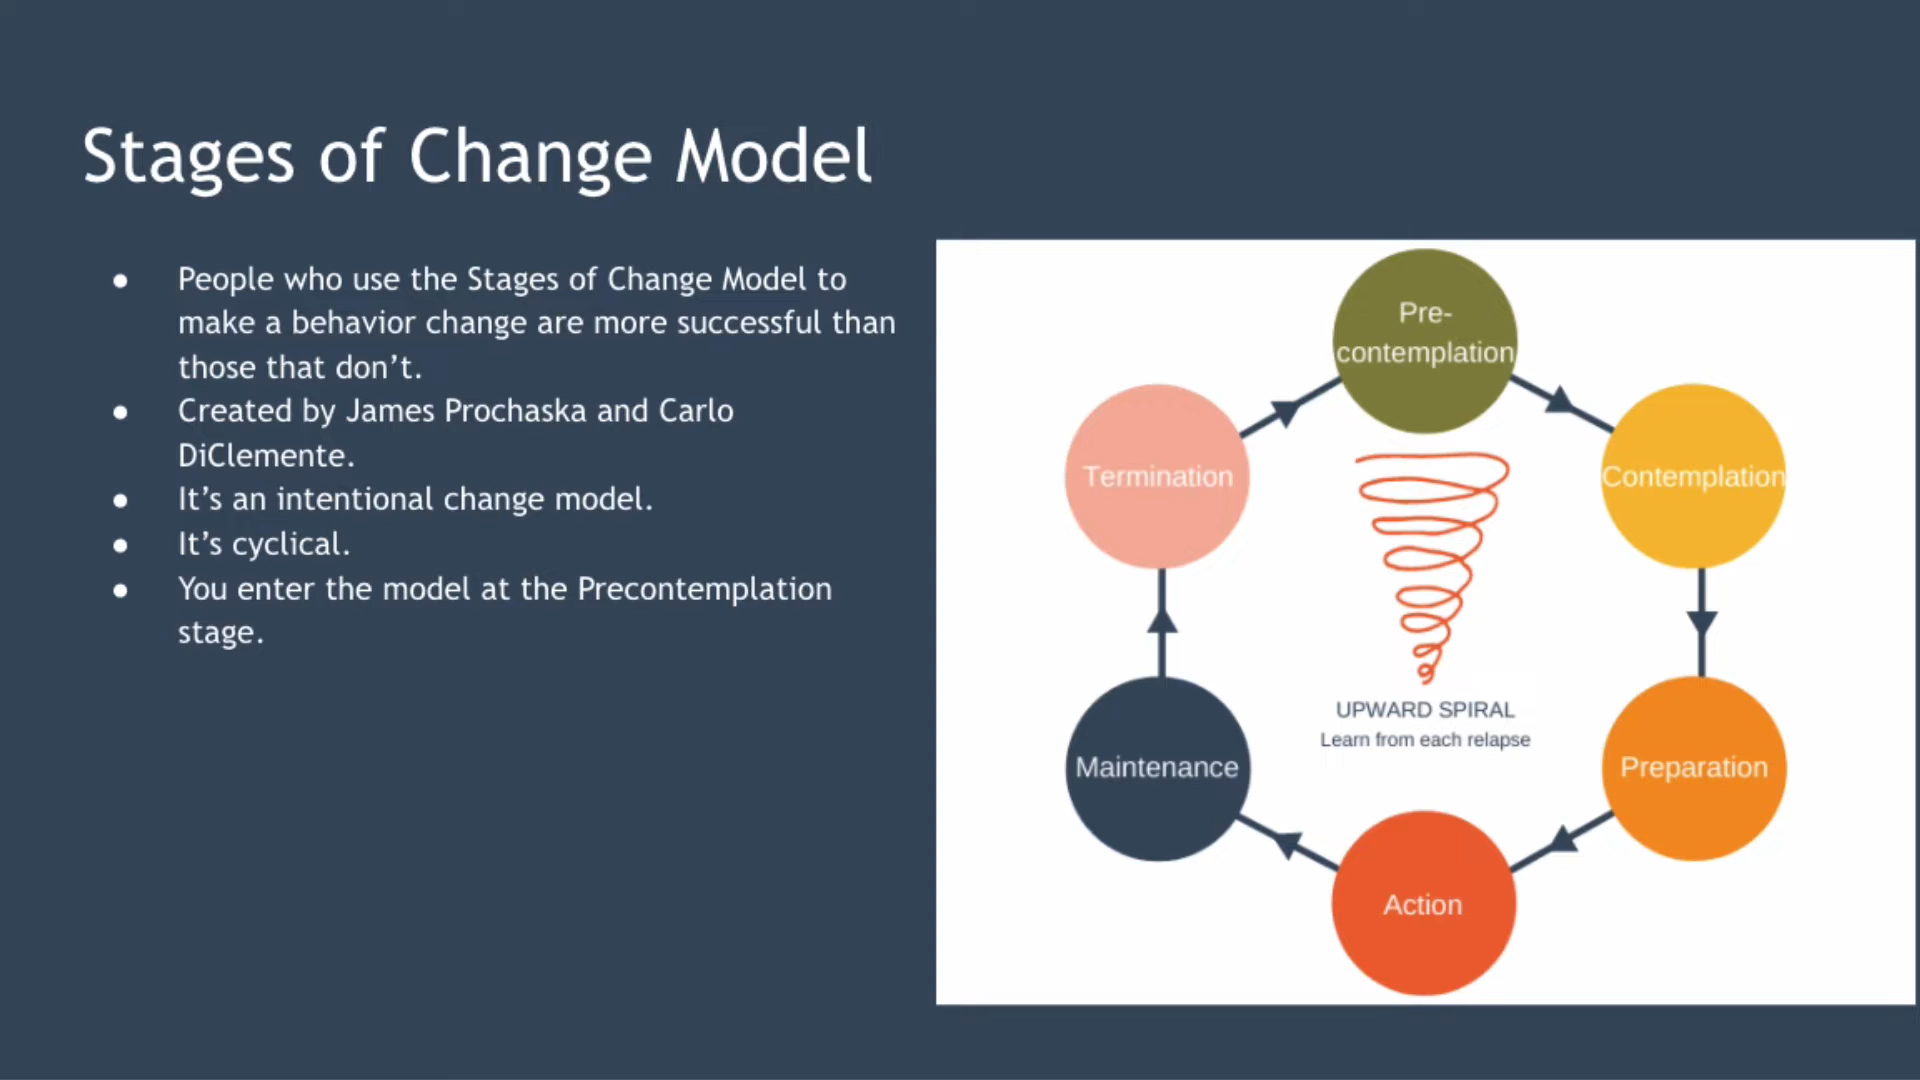 Stages of Change Model
● People who use the Stages of Change Model to
make a behavior change are more successful than
those that don’t.
● Created by James Prochaska and Carlo
DiClemente.
● It’s an intentional change model.
● It’s cyclical.
● You enter the model at the Precontemplation
stage.
Pre-
contemplation
Contemplation
Preparation
Action
Maintenance
Termination
UPWARD SPIRAL
Learn from each relapse